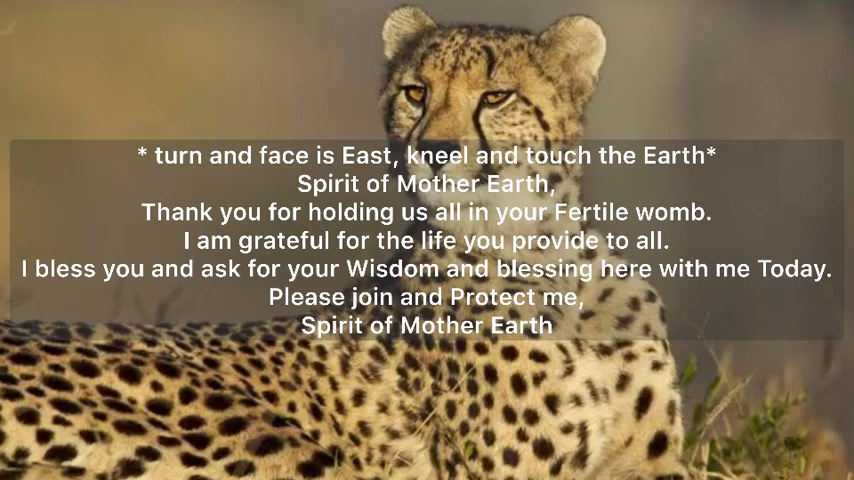 * turn and face is East, kneel and touch the Earth*
Spirit of Mother Earth,
Thank you for holding us all in your Fertile womb.
I am grateful for the life you provide to all.
I bless you and ask for your Wisdom and blessing here with me Today.
Please join and Protect me,
Spirit of Mother Earth